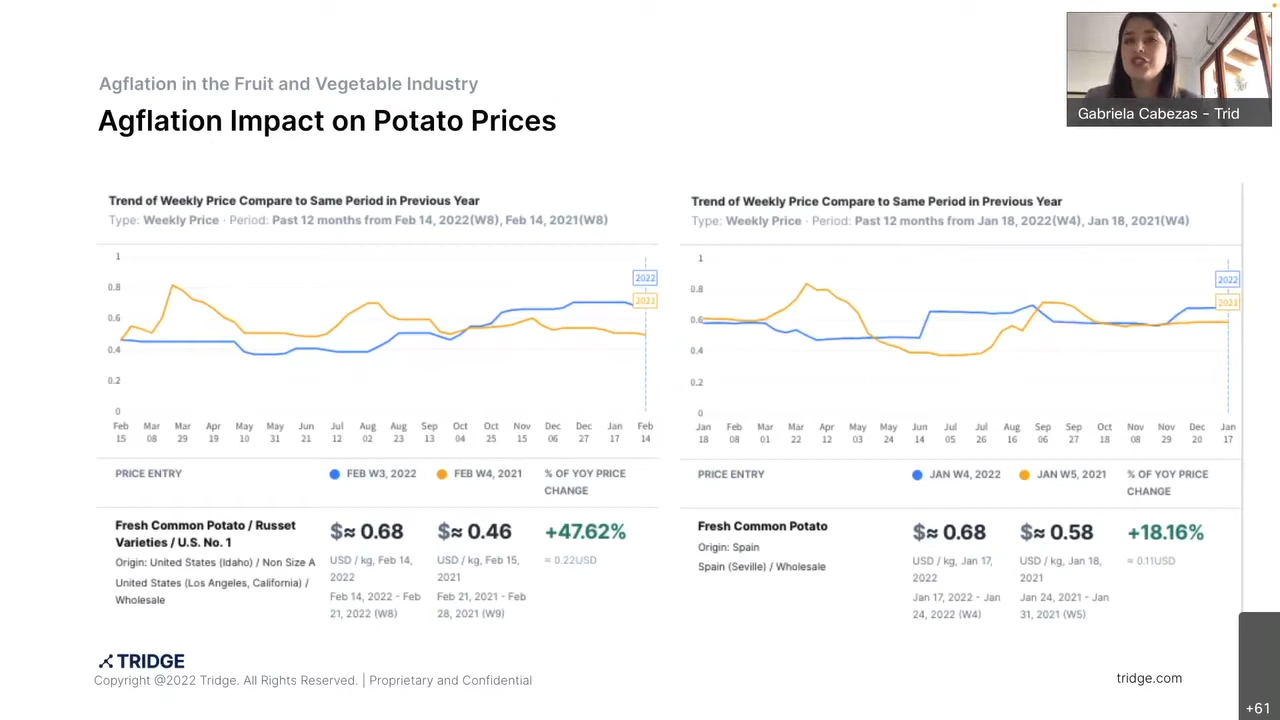 Agflation in the Fruit and Vegetable Industry
Agflation Impact on Potato Prices
Gabriela Cabezas - Trid
Trend of Weekly Price Compare to Same Period in Previous Year
Type: Weekly Price · Period: Past 12 months from Feb 14, 2022(W8), Feb 14, 2021(W8)
1
0.8
0.6
0.4
0.2
0
2022
2021
Feb 15
Mar 08
Mar 29
Apr 19
May 10
May 31
Jun 21
Jul 12
Aug 02
Aug 23
Sep 13
Oct 04
Oct 25
Nov 15
Dec 06
Dec 27
Jan 17
Feb 14
PRICE ENTRY
FEB W3, 2022
FEB W4, 2021
% OF YOY PRICE
CHANGE
Fresh Common Potato / Russet
Varieties / U.S. No. 1
Origin: United States (Idaho) / Non Size A
United States (Los Angeles, California) /
Wholesale
$≈ 0.68
USD / kg, Feb 14,
2022
Feb 14, 2022 - Feb
21, 2022 (W8)
$≈ 0.46
USD / kg, Feb 15,
2021
Feb 21, 2021 - Feb
28, 2021 (W9)
+47.62%
≈ 0.22USD
Trend of Weekly Price Compare to Same Period in Previous Year
Type: Weekly Price · Period: Past 12 months from Jan 18, 2022(W4), Jan 18, 2021(W4)
1
0.8
0.6
0.4
0.2
0
2022
2021
Jan 18
Feb 08
Mar 01
Mar 22
Apr 12
May 03
May 24
Jun 14
Jul 05
Jul 26
Aug 16
Sep 06
Sep 27
Oct 18
Nov 08
Nov 29
Dec 20
Jan 17
PRICE ENTRY
JAN W4, 2022
JAN W5, 2021
% OF YOY PRICE
CHANGE
Fresh Common Potato
Origin: Spain
Spain (Seville) / Wholesale
$≈ 0.68
USD / kg, Jan 17,
2022
Jan 17, 2022 - Jan
24, 2022 (W4)
$≈ 0.58
USD / kg, Jan 18,
2021
Jan 24, 2021 - Jan
31, 2021 (W5)
+18.16%
≈ 0.11USD
TRIDGE
Copyright @2022 Tridge. All Rights Reserved. | Proprietary and Confidential
tridge.com
+61